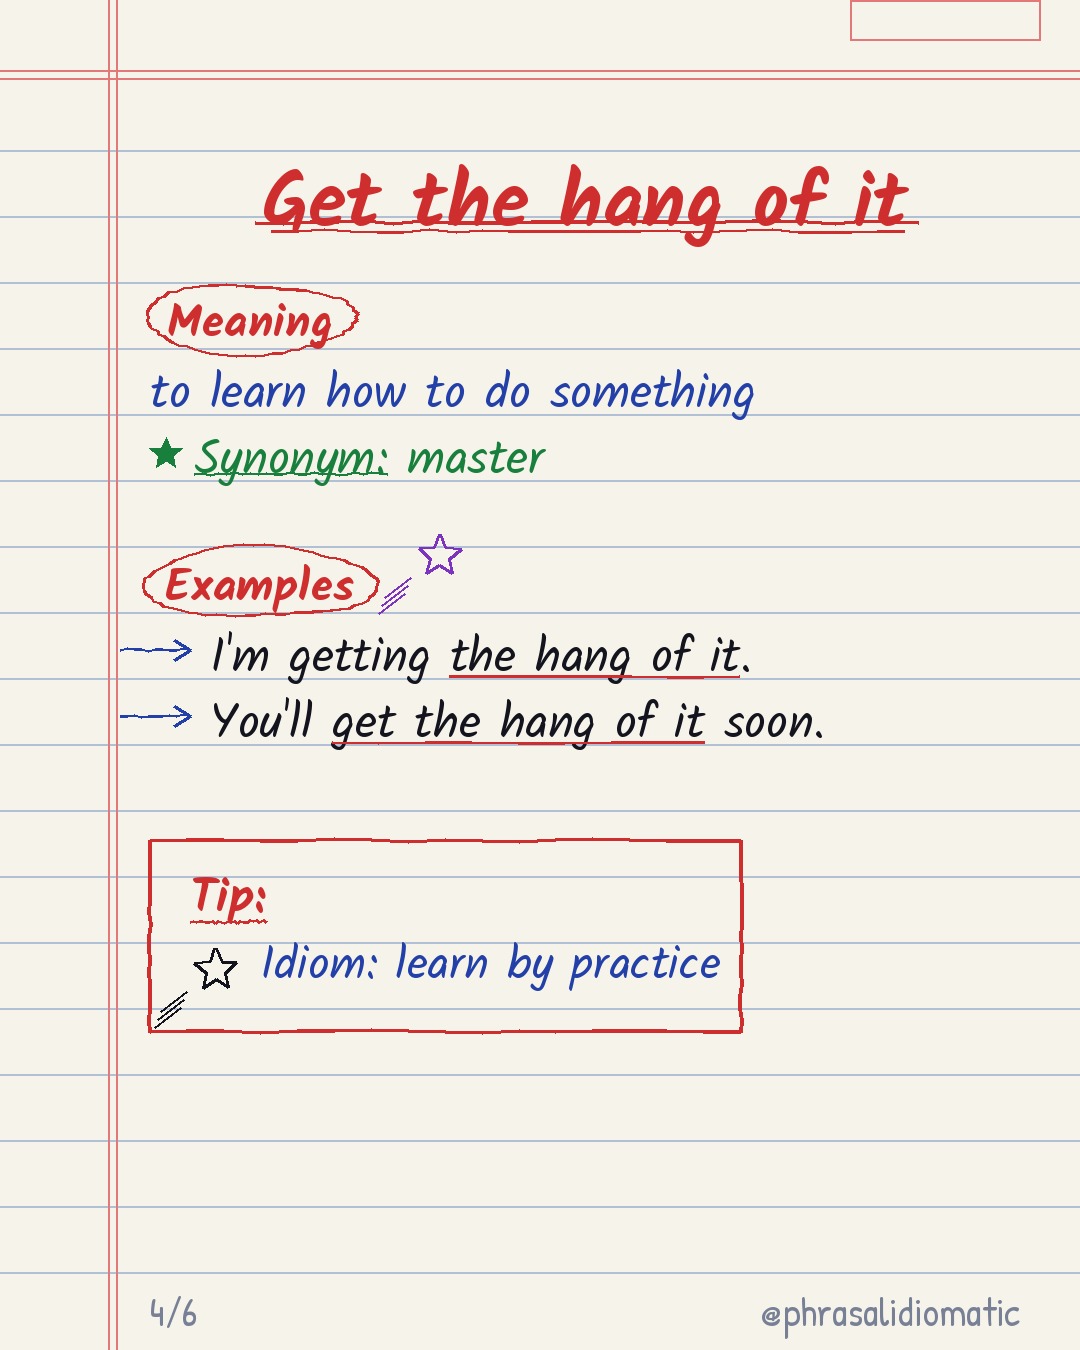 Get the hang of it
Meaning
to learn how to do something
Synonym: master
Examples
I'm getting the hang of it.
You'll get the hang of it soon.
Tip:
Idiom: learn by practice
4/6
@phrasalidiomatic